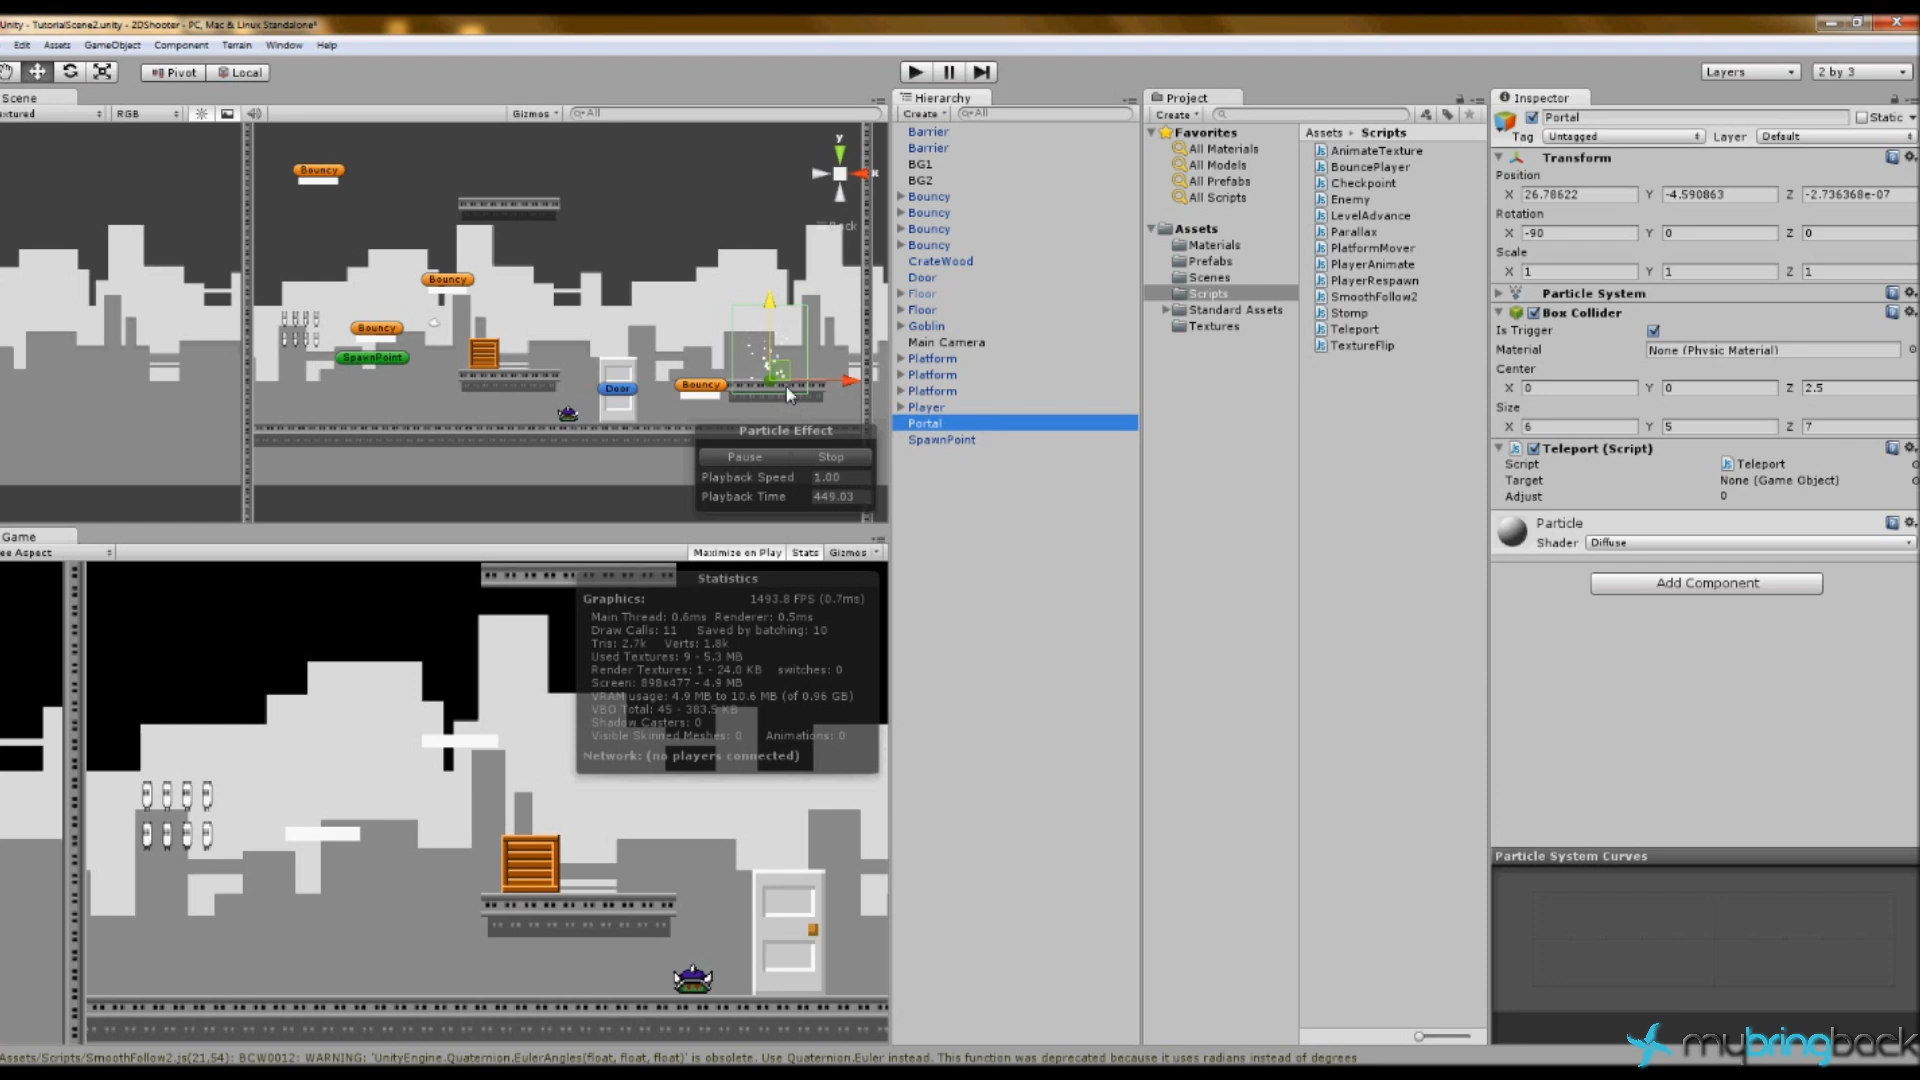 Unity - TutorialScene2.unity - 2DShooter - PC, Mac & Linux Standalone*
Edit Assets GameObject Component Terrain Window Help
Pivot Local
Layers 2 by 3
Scene
xtured RGB Gizmos All
Bouncy
y
x
Back
Bouncy
Bouncy
SpawnPoint
Door
Bouncy
Particle Effect
Pause Stop
Playback Speed 1.00
Playback Time 449.03
Game
ee Aspect Maximize on Play Stats Gizmos
Statistics
Graphics: 1493.8 FPS (0.7ms)
Main Thread: 0.6ms Renderer: 0.5ms
Draw Calls: 11 Saved by batching: 10
Tris: 2.7k Verts: 1.8k
Used Textures: 9 - 5.3 MB
Render Textures: 1 - 24.0 KB switches: 0
Screen: 898x477 - 4.9 MB
VRAM usage: 4.9 MB to 10.6 MB (of 0.96 GB)
VBO Total: 45 - 383.5 KB
Shadow Casters: 0
Visible Skinned Meshes: 0 Animations: 0
Network: (no players connected)
Hierarchy
Create All
Barrier
Barrier
BG1
BG2
Bouncy
Bouncy
Bouncy
Bouncy
CrateWood
Door
Floor
Floor
Goblin
Main Camera
Platform
Platform
Platform
Player
Portal
SpawnPoint
Project
Create
Favorites
All Materials
All Models
All Prefabs
All Scripts
Assets
Materials
Prefabs
Scenes
Scripts
Standard Assets
Textures
Assets Scripts
AnimateTexture
BouncePlayer
Checkpoint
Enemy
LevelAdvance
Parallax
PlatformMover
PlayerAnimate
PlayerRespawn
SmoothFollow2
Stomp
Teleport
TextureFlip
Inspector
Portal Static
Tag Untagged Layer Default
Transform
Position
X 26.78622 Y -4.590863 Z -2.736368e-07
Rotation
X -90 Y 0 Z 0
Scale
X 1 Y 1 Z 1
Particle System
Box Collider
Is Trigger
Material None (Physic Material)
Center
X 0 Y 0 Z 2.5
Size
X 6 Y 5 Z 7
Teleport (Script)
Script Teleport
Target None (Game Object)
Adjust 0
Particle
Shader Diffuse
Add Component
Particle System Curves
Assets/Scripts/SmoothFollow2.js(21,54): BCW0012: WARNING: 'UnityEngine.Quaternion.EulerAngles(float, float, float)' is obsolete. Use Quaternion.Euler instead. This function was deprecated because it uses radians instead of degrees
mybringback